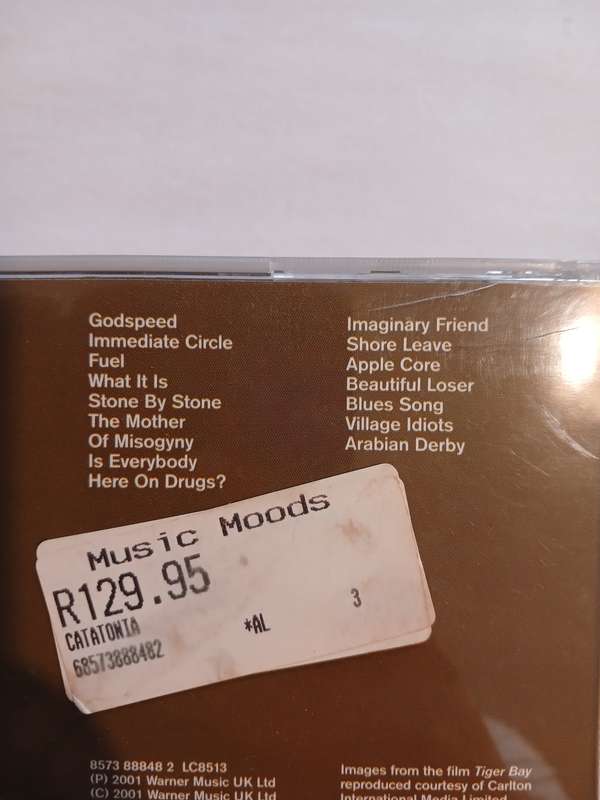 Godspeed
Immediate Circle
Fuel
What It Is
Stone By Stone
The Mother
Of Misogyny
Is Everybody
Here On Drugs?
Imaginary Friend
Shore Leave
Apple Core
Beautiful Loser
Blues Song
Village Idiots
Arabian Derby
Music Moods
R129.95
CATATONIA
*AL 3
68573888482
8573 88848 2 LC8513
(P) 2001 Warner Music UK Ltd
(C) 2001 Warner Music UK Ltd
Images from the film Tiger Bay
reproduced courtesy of Carlton
International Media Limited